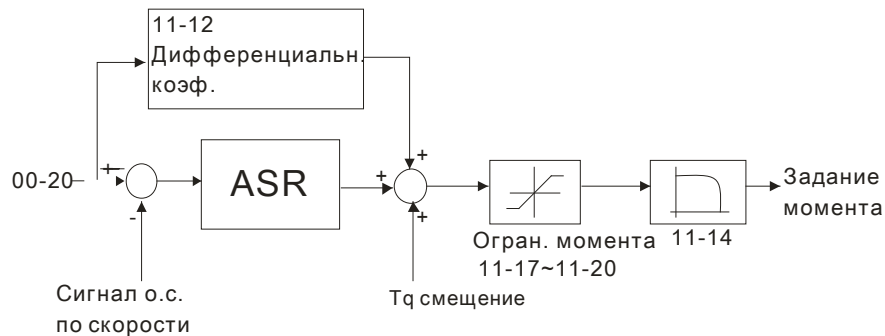 11-12
Дифференциальн.
коэф.
00-20
+
-
ASR
+
+
+
Огран. момента
11-17~11-20
11-14
Задание
момента
Сигнал о.с.
по скорости
Tq смещение